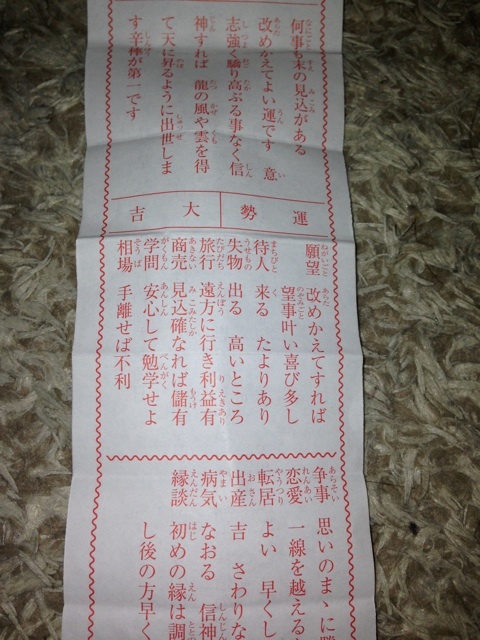 何事も末の見込がある
改めかえてよい運です 意
志強く驕り高ぶる事なく信
神すれば 龍の風や雲を得
て天に昇るように出世しま
す辛棒が第一です
運勢 大吉
願望 改めかえてすれば
望事叶い喜び多し
待人 来る たよりあり
失物 出る 高いところ
旅行 遠方に行き利益有
商売 見込確なれば儲有
学問 安心して勉学せよ
相場 手離せば不利
争事 思いのまゝに
恋愛 一線を越える
転居 よい 早くし
出産 吉 さわりな
病気 なおる 信神
縁談 初めの縁は調
し後の方早く